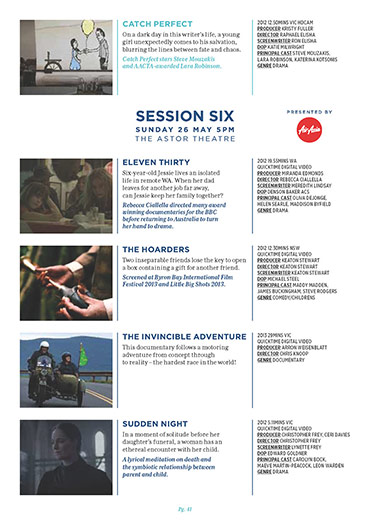 CATCH PERFECT
On a dark day in this writer's life, a young
girl unexpectedly comes to his salvation,
blurring the lines between fate and chaos.
Catch Perfect stars Steve Mouzakis
and AACTA-awarded Lara Robinson.
2012 12.50MINS VIC HDCAM
PRODUCER KRISTY FULLER
DIRECTOR RAPHAEL ELISHA
SCREENWRITER RON ELISHA
DOP KATIE MILWRIGHT
PRINCIPAL CAST STEVE MOUZAKIS,
LARA ROBINSON, KATERINA KOTSONIS
GENRE DRAMA
SESSION SIX
SUNDAY 26 MAY 5PM
THE ASTOR THEATRE
PRESENTED BY
AirAsia
ELEVEN THIRTY
Six-year-old Jessie lives an isolated
life in remote WA. When her dad
leaves for another job far away,
can Jessie keep her family together?
Rebecca Ciallella directed many award
winning documentaries for the BBC
before returning to Australia to turn
her hand to drama.
2012 19.55MINS WA
QUICKTIME DIGITAL VIDEO
PRODUCER MIRANDA EDMONDS
DIRECTOR REBECCA CIALLELLA
SCREENWRITER MEREDITH LINDSAY
DOP DENSON BAKER ACS
PRINCIPAL CAST OLIVIA DEJONGE,
HELEN SEARLE, MADDISON BYFIELD
GENRE DRAMA
THE HOARDERS
Two inseparable friends lose the key to open
a box containing a gift for another friend.
Screened at Byron Bay International Film
Festival 2013 and Little Big Shots 2013.
2012 12.30MINS NSW
QUICKTIME DIGITAL VIDEO
PRODUCER KEATON STEWART
DIRECTOR KEATON STEWART
SCREENWRITER KEATON STEWART
DOP MICHAEL STEEL
PRINCIPAL CAST MADDY MADDEN,
JAMES BUCKINGHAM, STEVE RODGERS
GENRE COMEDY/CHILDRENS
THE INVINCIBLE ADVENTURE
This documentary follows a motoring
adventure from concept through
to reality – the hardest race in the world!
2013 29MINS VIC
QUICKTIME DIGITAL VIDEO
PRODUCER ARRON WEISENBLATT
DIRECTOR CHRIS KNOOP
GENRE DOCUMENTARY
SUDDEN NIGHT
In a moment of solitude before her
daughter's funeral, a woman has an
ethereal encounter with her child.
A lyrical meditation on death and
the symbiotic relationship between
parent and child.
2012 5.11MINS VIC
QUICKTIME DIGITAL VIDEO
PRODUCER CHRISTOPHER FREY, CERI DAVIES
DIRECTOR CHRISTOPHER FREY
SCREENWRITER LYNETTE FREY
DOP EDWARD GOLDNER
PRINCIPAL CAST CAROLYN BOCK,
MAEVE MARTIN-PEACOCK, LEON WARDEN
GENRE DRAMA
Pg. 41